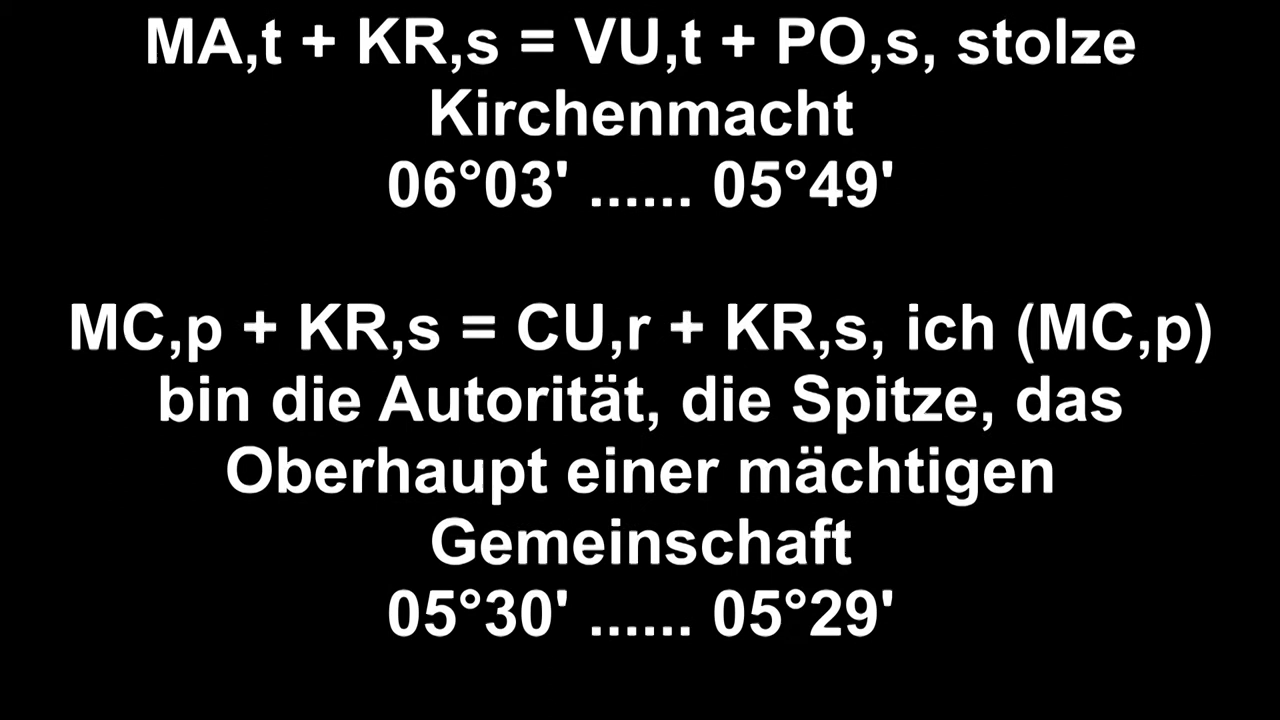 MA,t + KR,s = VU,t + PO,s, stolze
Kirchenmacht
06°03' ...... 05°49'
MC,p + KR,s = CU,r + KR,s, ich (MC,p)
bin die Autorität, die Spitze, das
Oberhaupt einer mächtigen
Gemeinschaft
05°30' ...... 05°29'